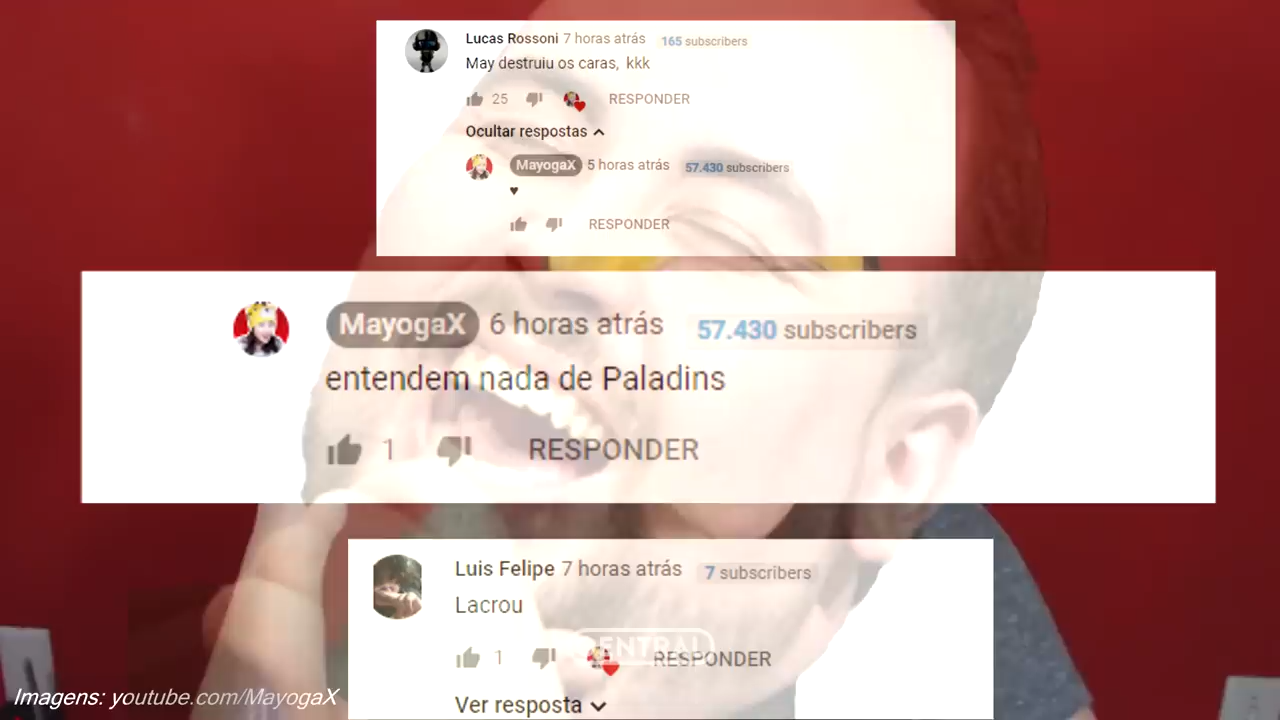 Lucas Rossoni 7 horas atrás 165 subscribers
May destruiu os caras, kkk
25 RESPONDER
Ocultar respostas
MayogaX 5 horas atrás 57.430 subscribers
♥
RESPONDER
MayogaX 6 horas atrás 57.430 subscribers
entendem nada de Paladins
1 RESPONDER
Luis Felipe 7 horas atrás 7 subscribers
Lacrou
CENTRAL
1 RESPONDER
Ver resposta
Imagens: youtube.com/MayogaX